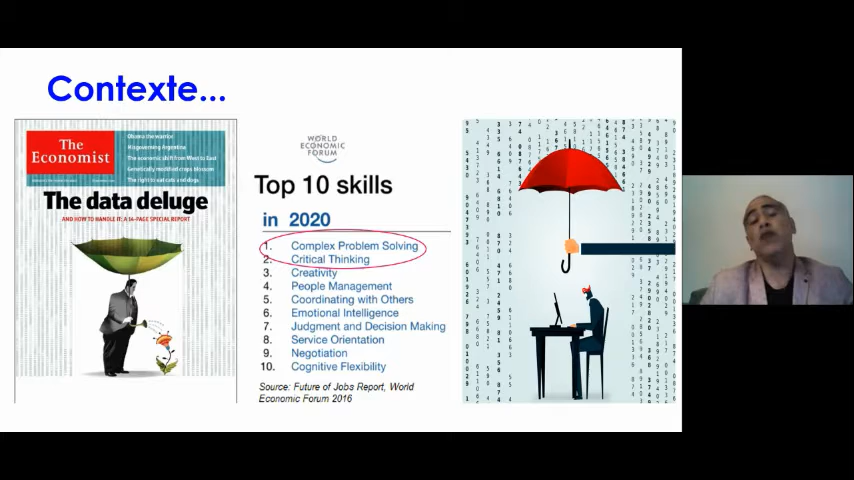 Contexte...
The
Economist
Obama the warrior
Misgoverning Argentina
The economic shift from West to East
Genetically modified crops blossom
The right to eat cats and dogs
The data deluge
AND HOW TO HANDLE IT: A 14-PAGE SPECIAL REPORT
WORLD
ECONOMIC
FORUM
Top 10 skills
in 2020
1. Complex Problem Solving
2. Critical Thinking
3. Creativity
4. People Management
5. Coordinating with Others
6. Emotional Intelligence
7. Judgment and Decision Making
8. Service Orientation
9. Negotiation
10. Cognitive Flexibility
Source: Future of Jobs Report, World
Economic Forum 2016